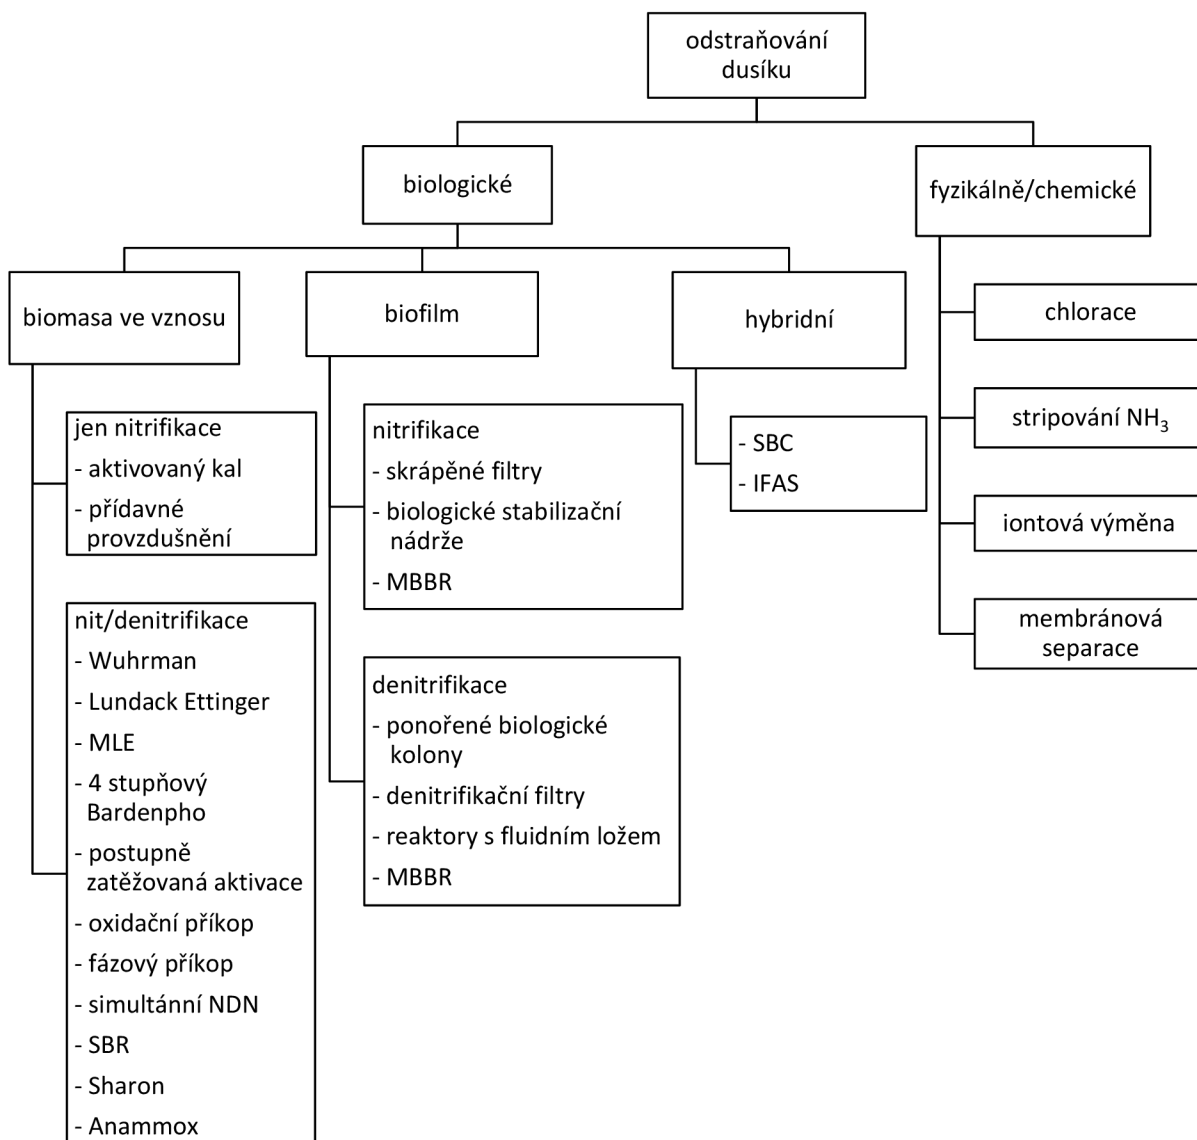 odstraňování
dusíku
biologické
fyzikálně/chemické
biomasa ve vznosu
biofilm
hybridní
jen nitrifikace
- aktivovaný kal
- přídavné
provzdušnění
nit/denitrifikace
- Wuhrman
- Lundack Ettinger
- MLE
- 4 stupňový
Bardenpho
- postupně
zatěžovaná aktivace
- oxidační příkop
- fázový příkop
- simultánní NDN
- SBR
- Sharon
- Anammox
nitrifikace
- skrápěné filtry
- biologické stabilizační
nádrže
- MBBR
denitrifikace
- ponořené biologické
kolony
- denitrifikační filtry
- reaktory s fluidním ložem
- MBBR
- SBC
- IFAS
chlorace
stripování NH₃
iontová výměna
membránová
separace